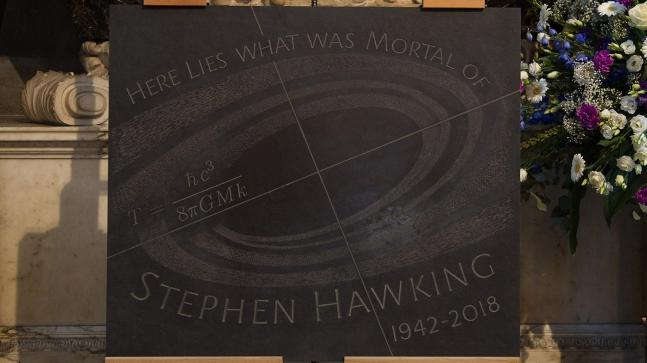 HERE LIES WHAT WAS MORTAL OF
T = ħc³ / 8πGMk
STEPHEN HAWKING
1942-2018